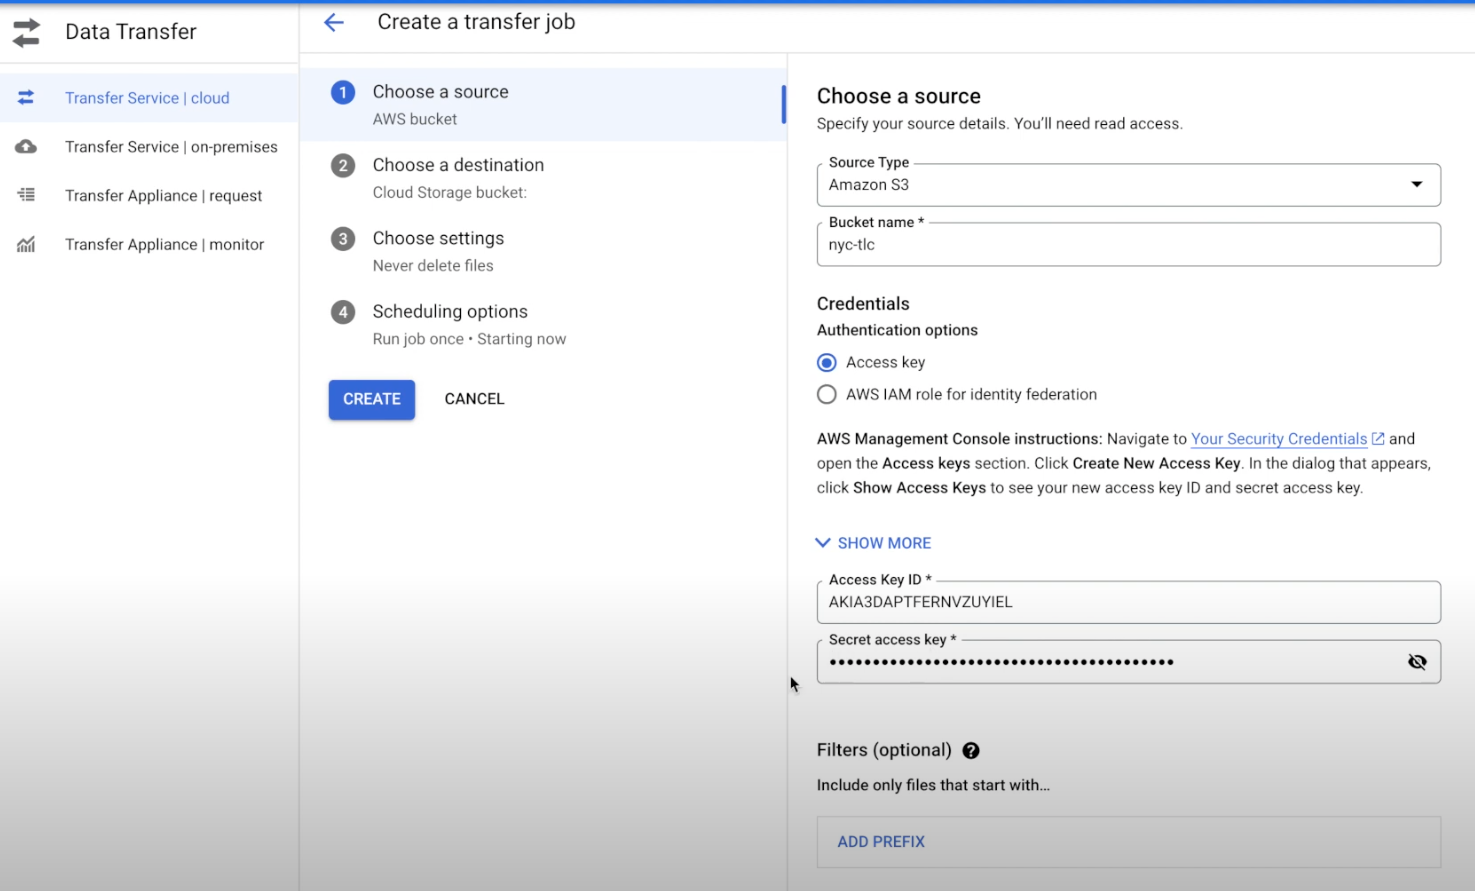 Data Transfer
Transfer Service | cloud
Transfer Service | on-premises
Transfer Appliance | request
Transfer Appliance | monitor
Create a transfer job
1 Choose a source
AWS bucket
2 Choose a destination
Cloud Storage bucket:
3 Choose settings
Never delete files
4 Scheduling options
Run job once • Starting now
CREATE CANCEL
Choose a source
Specify your source details. You'll need read access.
Source Type
Amazon S3
Bucket name *
nyc-tlc
Credentials
Authentication options
Access key
AWS IAM role for identity federation
AWS Management Console instructions: Navigate to Your Security Credentials and
open the Access keys section. Click Create New Access Key. In the dialog that appears,
click Show Access Keys to see your new access key ID and secret access key.
SHOW MORE
Access Key ID *
AKIA3DAPTFERNVZUYIEL
Secret access key *
••••••••••••••••••••••••••••••••••••••••
Filters (optional) ?
Include only files that start with...
ADD PREFIX